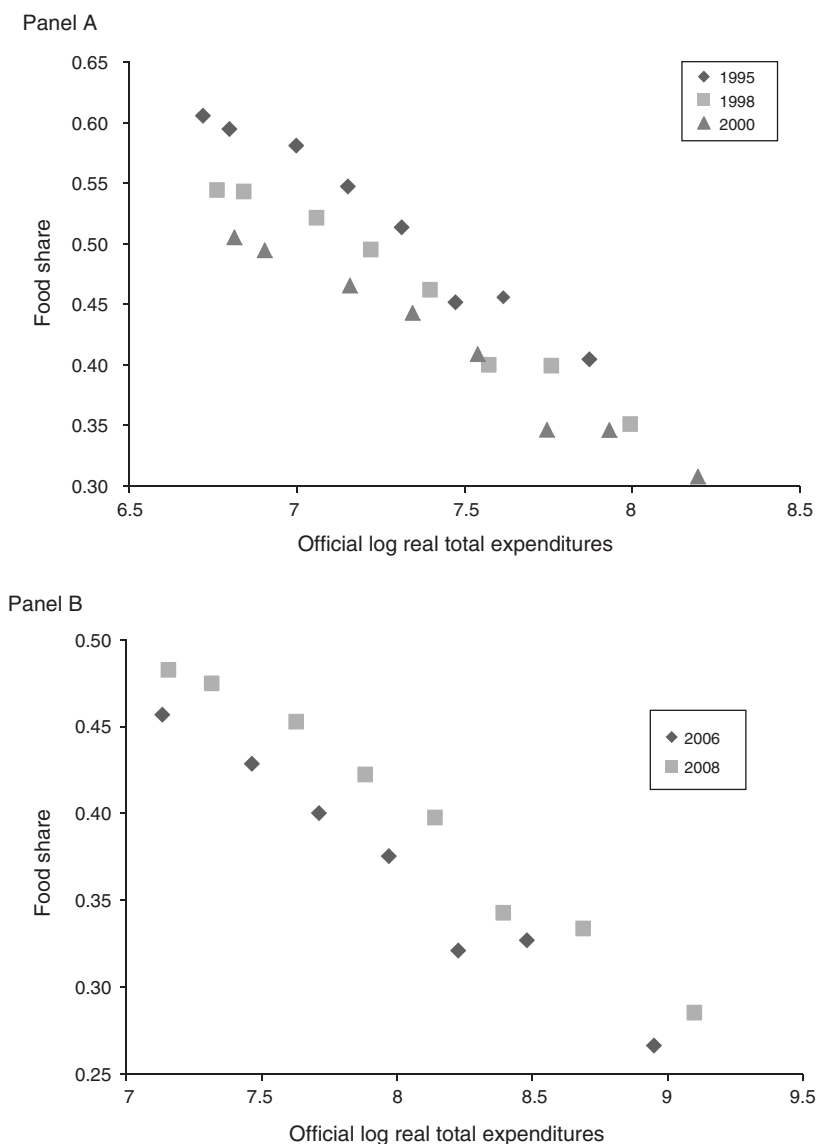 Panel A
0.65
0.60
0.55
0.50
0.45
0.40
0.35
0.30
Food share
6.5 7 7.5 8 8.5
Official log real total expenditures
1995
1998
2000
Panel B
0.50
0.45
0.40
0.35
0.30
0.25
Food share
7 7.5 8 8.5 9 9.5
Official log real total expenditures
2006
2008